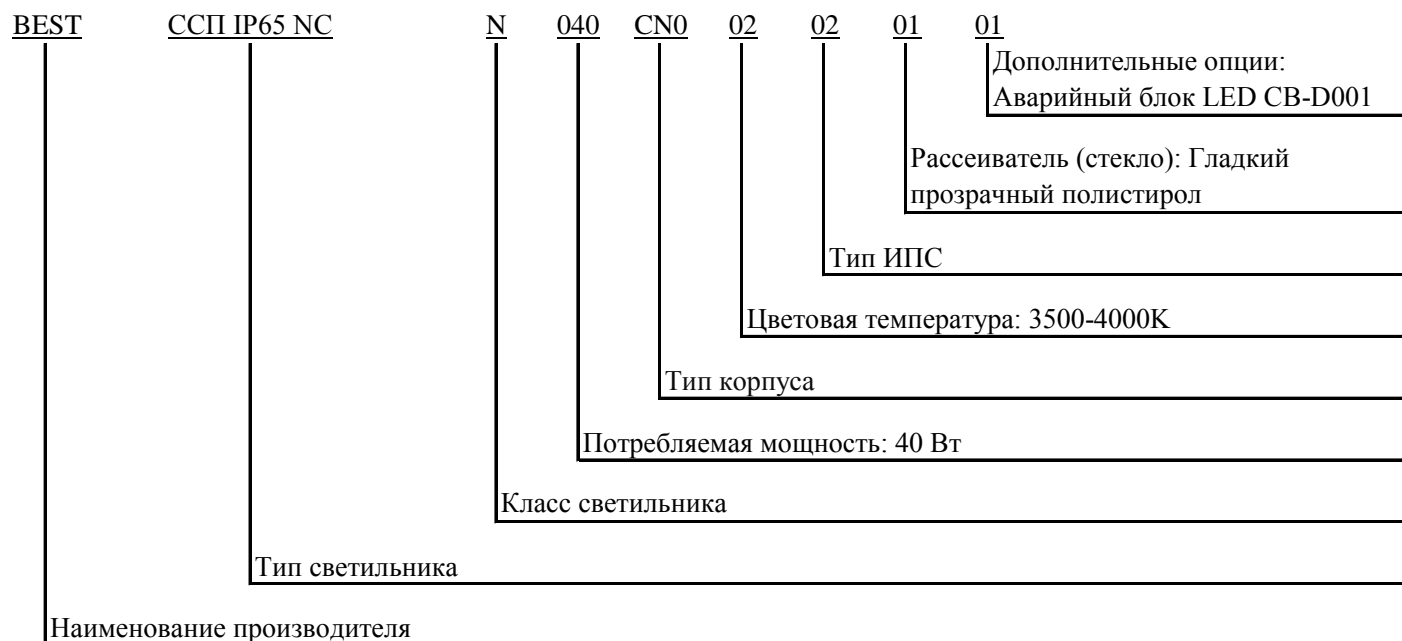 BEST ССП IP65 NC N 040 CN0 02 02 01 01
Дополнительные опции:
Аварийный блок LED CB-D001
Рассеиватель (стекло): Гладкий
прозрачный полистирол
Тип ИПС
Цветовая температура: 3500-4000K
Тип корпуса
Потребляемая мощность: 40 Вт
Класс светильника
Тип светильника
Наименование производителя